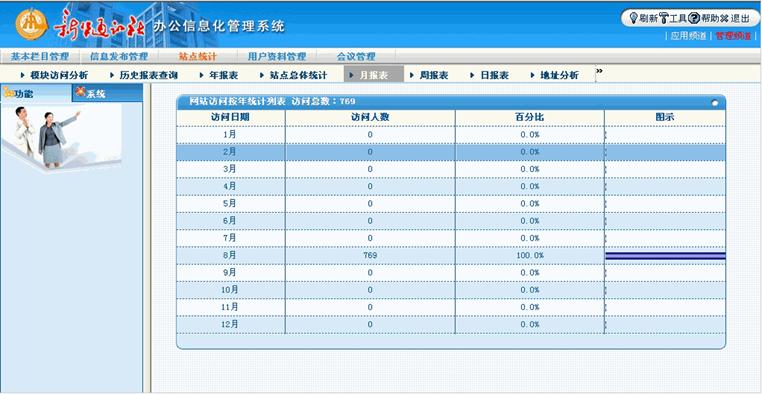 新华通讯社 办公信息化管理系统
刷新 工具 帮助 退出
| 应用频道 | 管理频道 |
基本栏目管理 信息发布管理 站点统计 用户资料管理 会议管理
模块访问分析 历史报表查询 年报表 站点总体统计 月报表 周报表 日报表 地址分析 »
功能 系统
网站访问按年统计列表 访问总数：769
访问日期 访问人数 百分比 图示
1月 0 0.0%
2月 0 0.0%
3月 0 0.0%
4月 0 0.0%
5月 0 0.0%
6月 0 0.0%
7月 0 0.0%
8月 769 100.0%
9月 0 0.0%
10月 0 0.0%
11月 0 0.0%
12月 0 0.0%